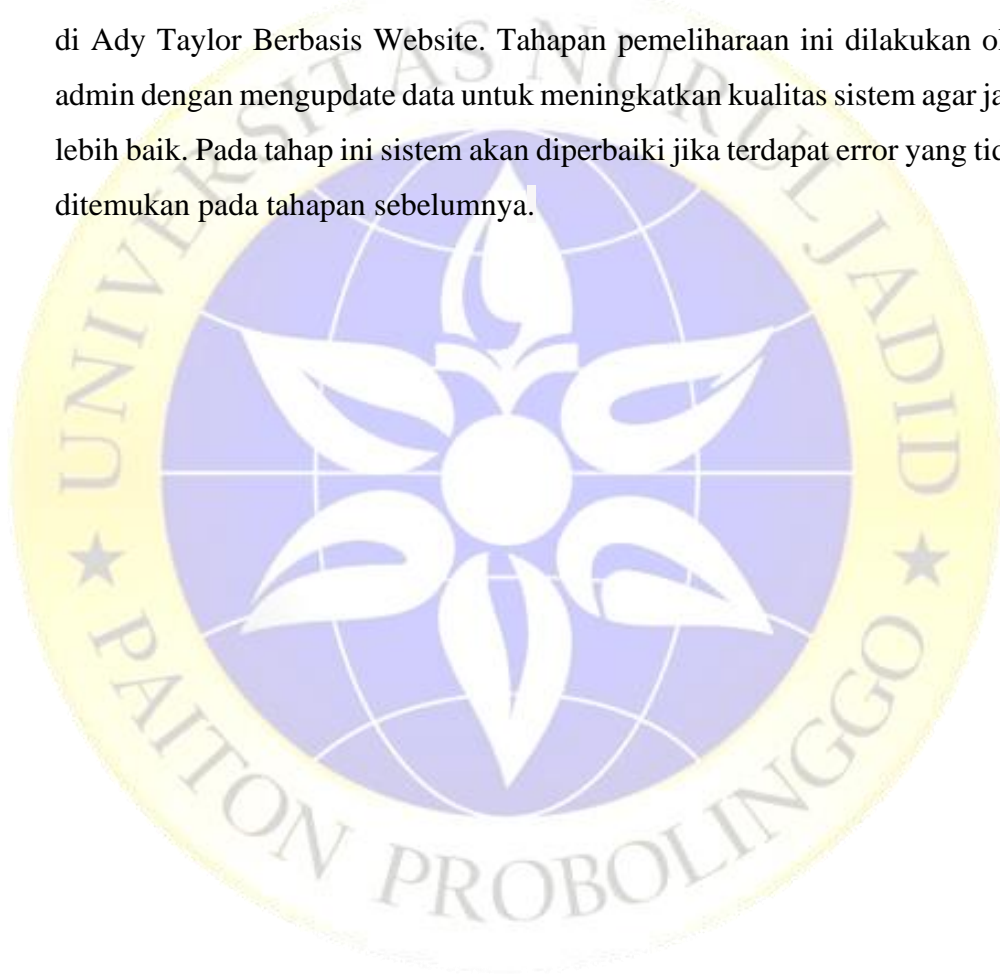 di Ady Taylor Berbasis Website. Tahapan pemeliharaan ini dilakukan
admin dengan mengupdate data untuk meningkatkan kualitas sistem agar
lebih baik. Pada tahap ini sistem akan diperbaiki jika terdapat error yang
ditemukan pada tahapan sebelumnya.
UNIVERSITAS NURUL JADID
PAITON PROBOLINGGO